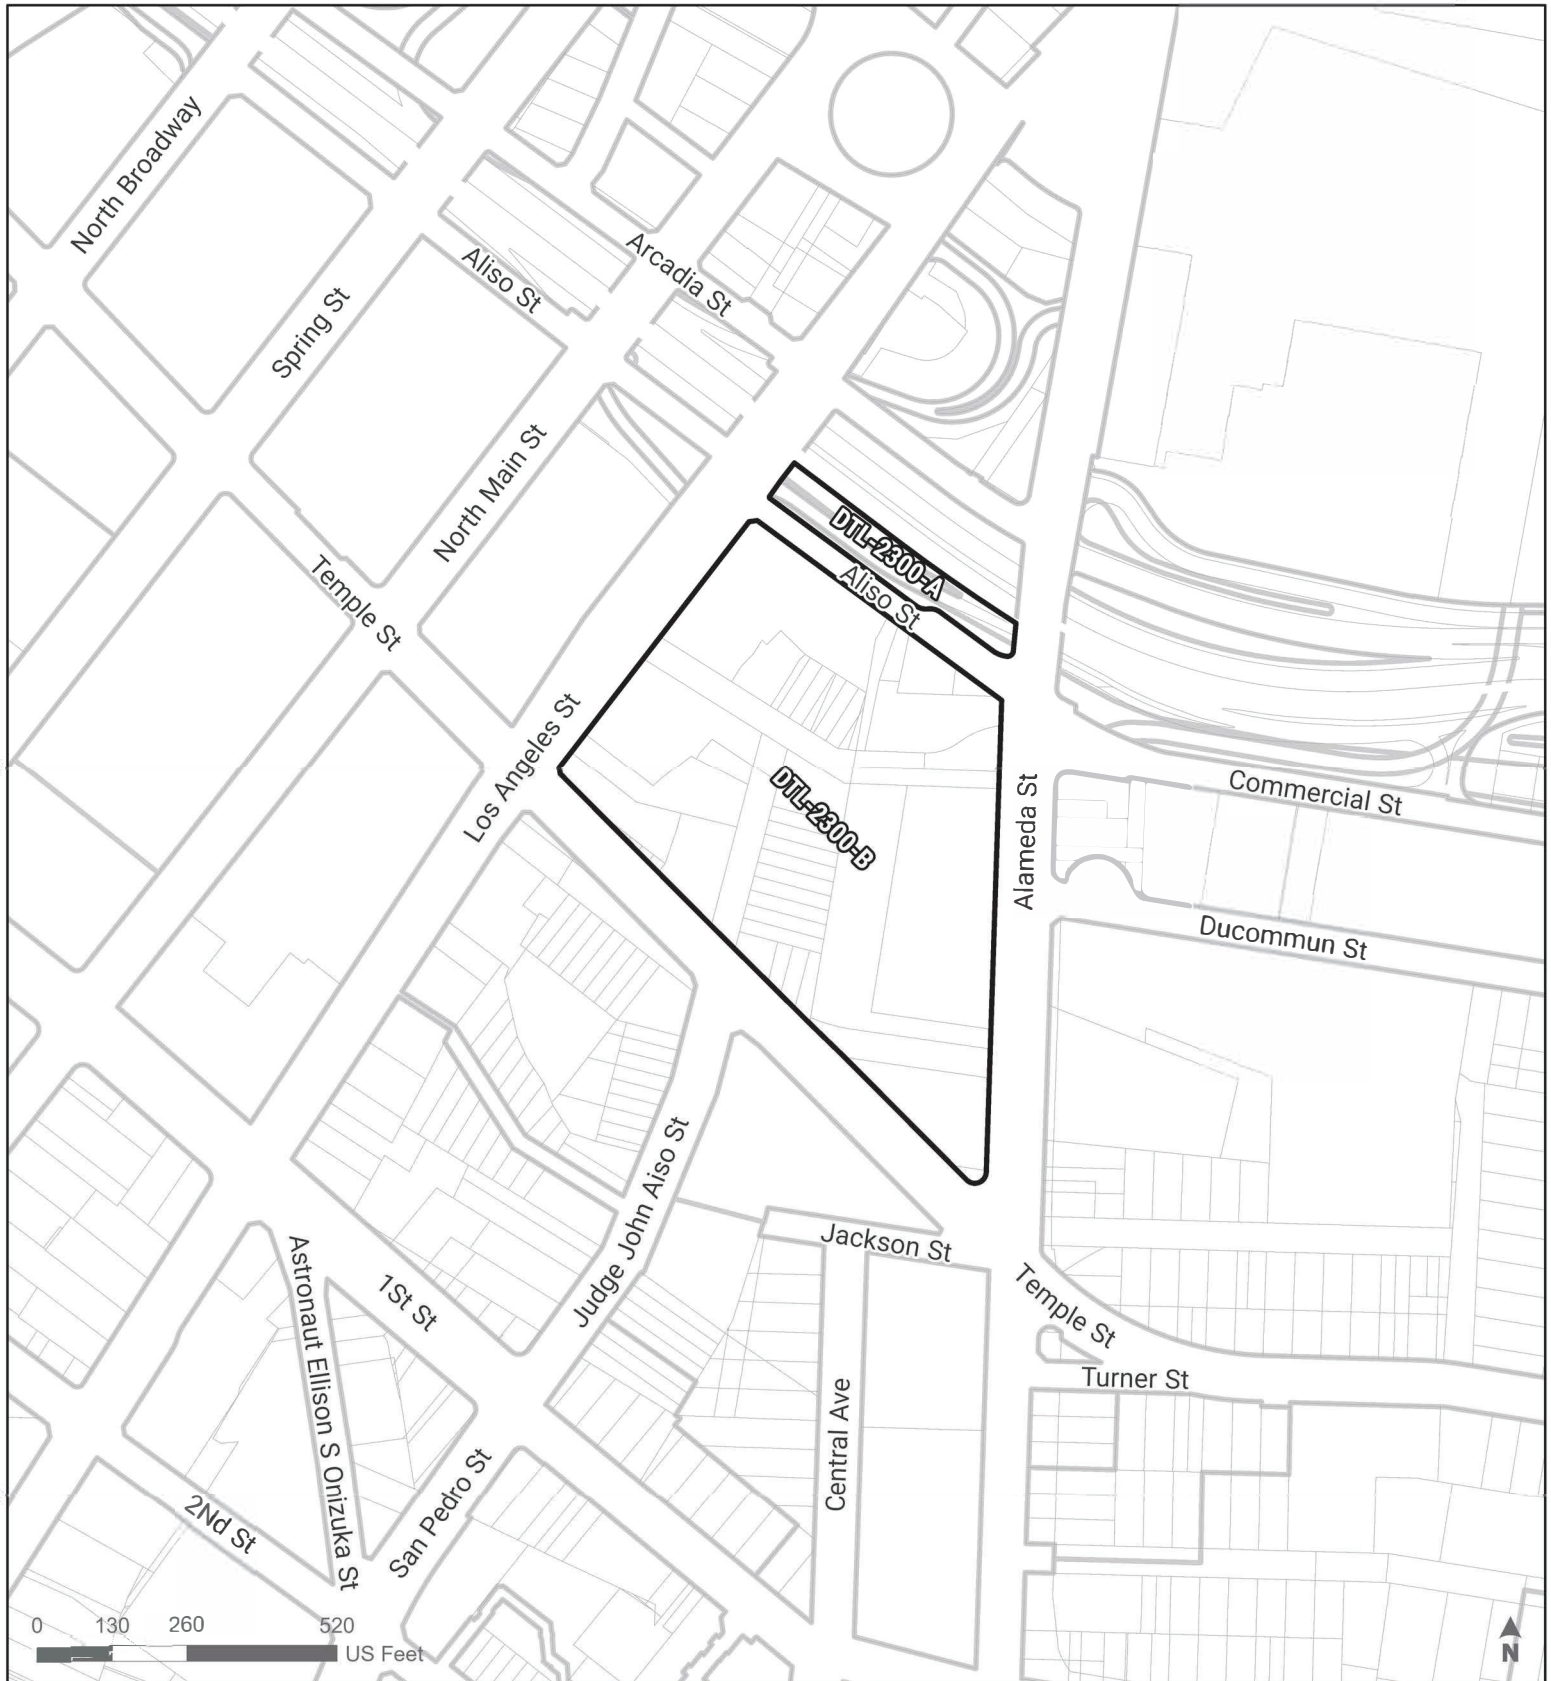 North Broadway
Spring St
Aliso St
Arcadia St
North Main St
Temple St
DTL-2300-A
Aliso St
Los Angeles St
DTL-2300-B
Alameda St
Commercial St
Ducommun St
Judge John Aiso St
Jackson St
Temple St
Turner St
1St St
Astronaut Ellison S Onizuka St
Central Ave
San Pedro St
2Nd St
0 130 260 520
US Feet
N